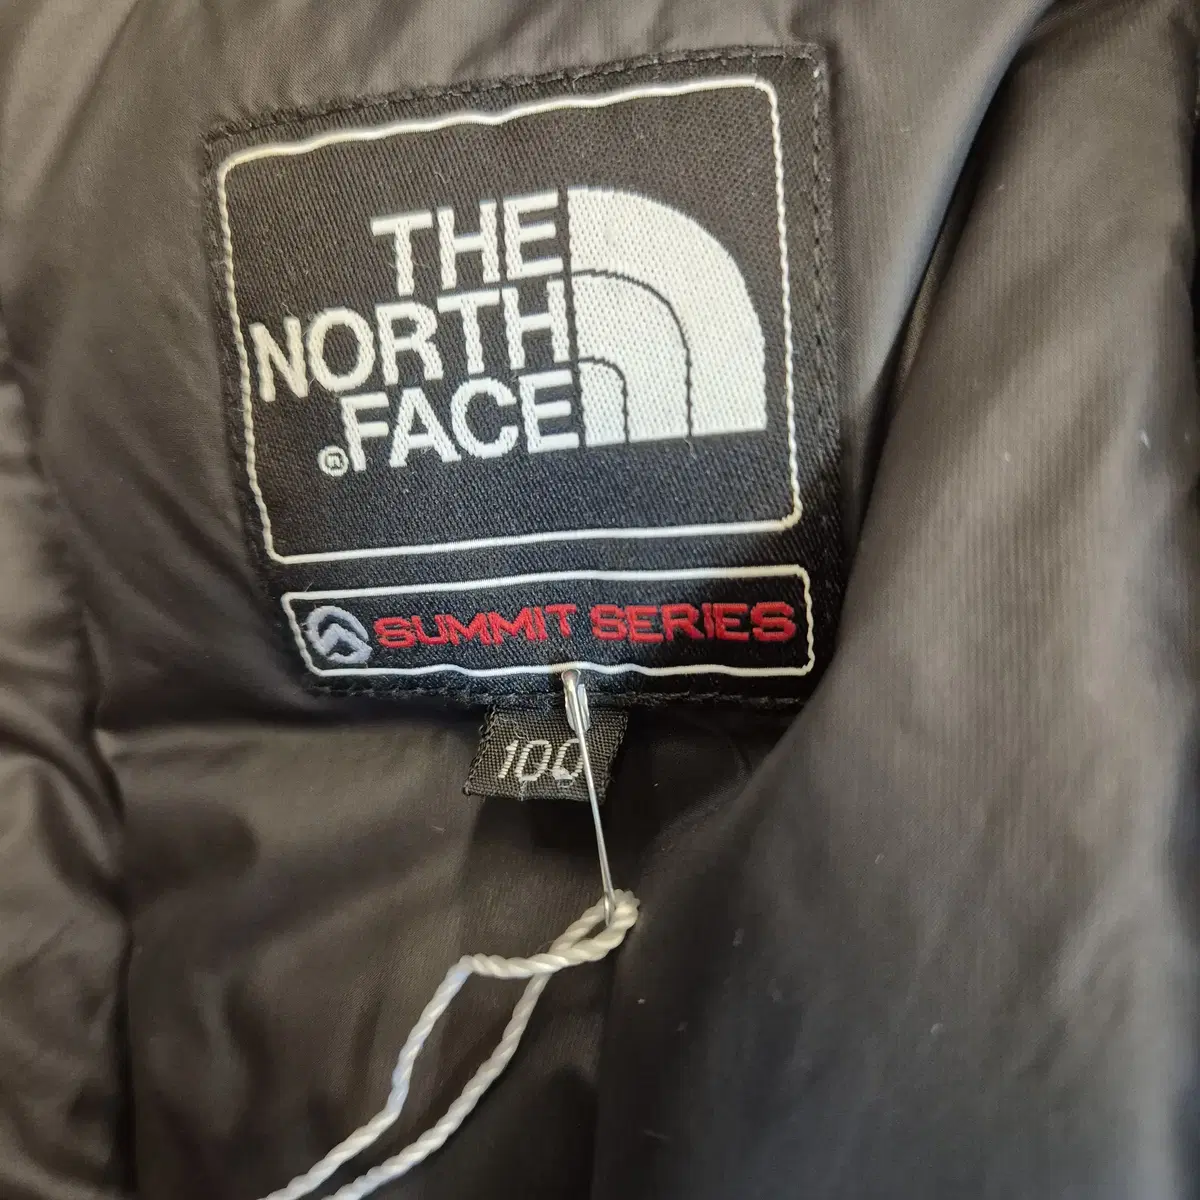 THE
NORTH
FACE
®
SUMMIT SERIES
100